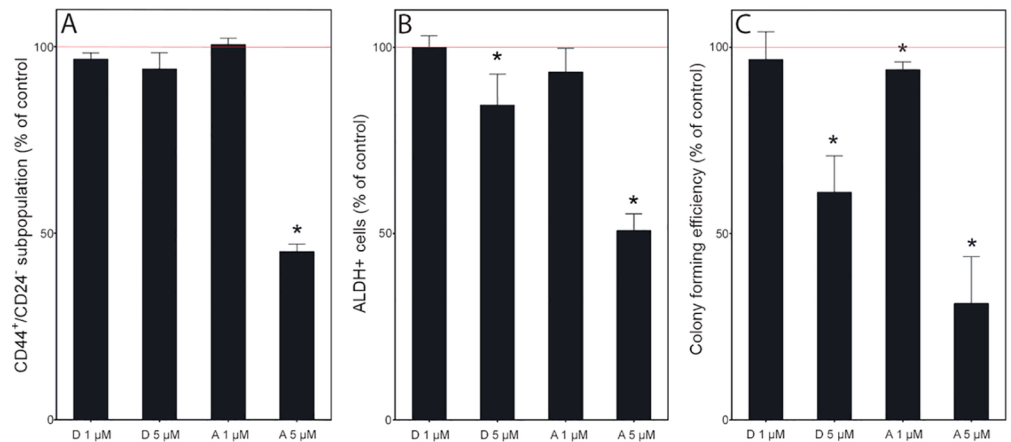 A
CD44⁺/CD24⁻ subpopulation (% of control)
100
50
0
*
D 1 µM D 5 µM A 1 µM A 5 µM
B
ALDH+ cells (% of control)
100
50
0
*
*
D 1 µM D 5 µM A 1 µM A 5 µM
C
Colony forming efficiency (% of control)
100
50
0
*
*
*
D 1 µM D 5 µM A 1 µM A 5 µM